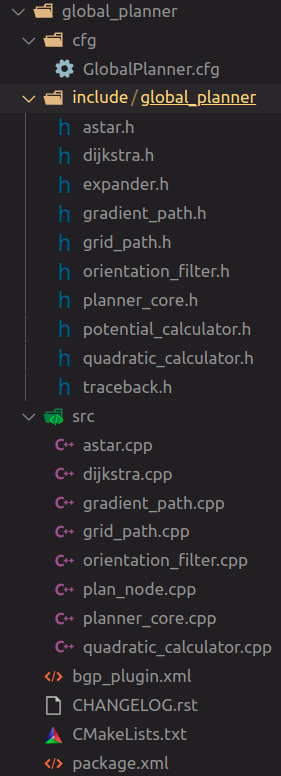 global_planner
cfg
GlobalPlanner.cfg
include/global_planner
astar.h
dijkstra.h
expander.h
gradient_path.h
grid_path.h
orientation_filter.h
planner_core.h
potential_calculator.h
quadratic_calculator.h
traceback.h
src
astar.cpp
dijkstra.cpp
gradient_path.cpp
grid_path.cpp
orientation_filter.cpp
plan_node.cpp
planner_core.cpp
quadratic_calculator.cpp
bgp_plugin.xml
CHANGELOG.rst
CMakeLists.txt
package.xml